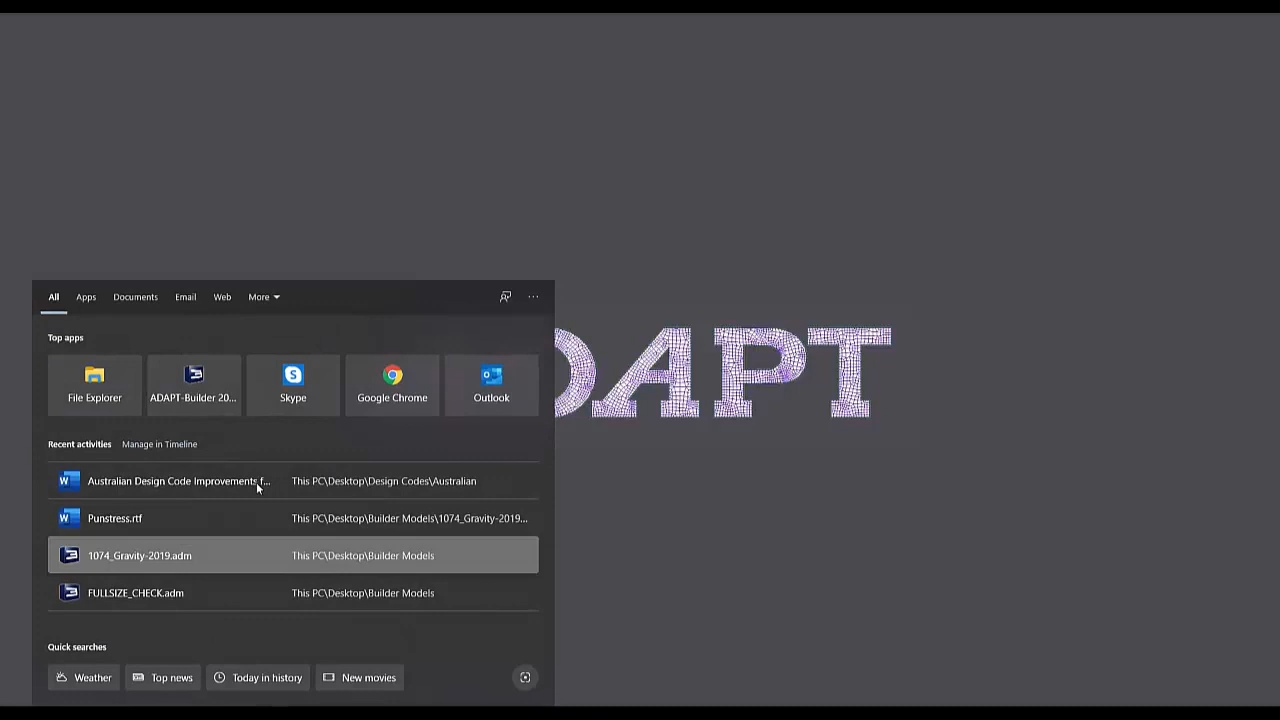 All Apps Documents Email Web More
Top apps
File Explorer ADAPT-Builder 20... Skype Google Chrome Outlook
DAPT
Recent activities Manage in Timeline
Australian Design Code Improvements f... This PC\Desktop\Design Codes\Australian
Punstress.rtf This PC\Desktop\Builder Models\1074_Gravity-2019...
1074_Gravity-2019.adm This PC\Desktop\Builder Models
FULLSIZE_CHECK.adm This PC\Desktop\Builder Models
Quick searches
Weather Top news Today in history New movies